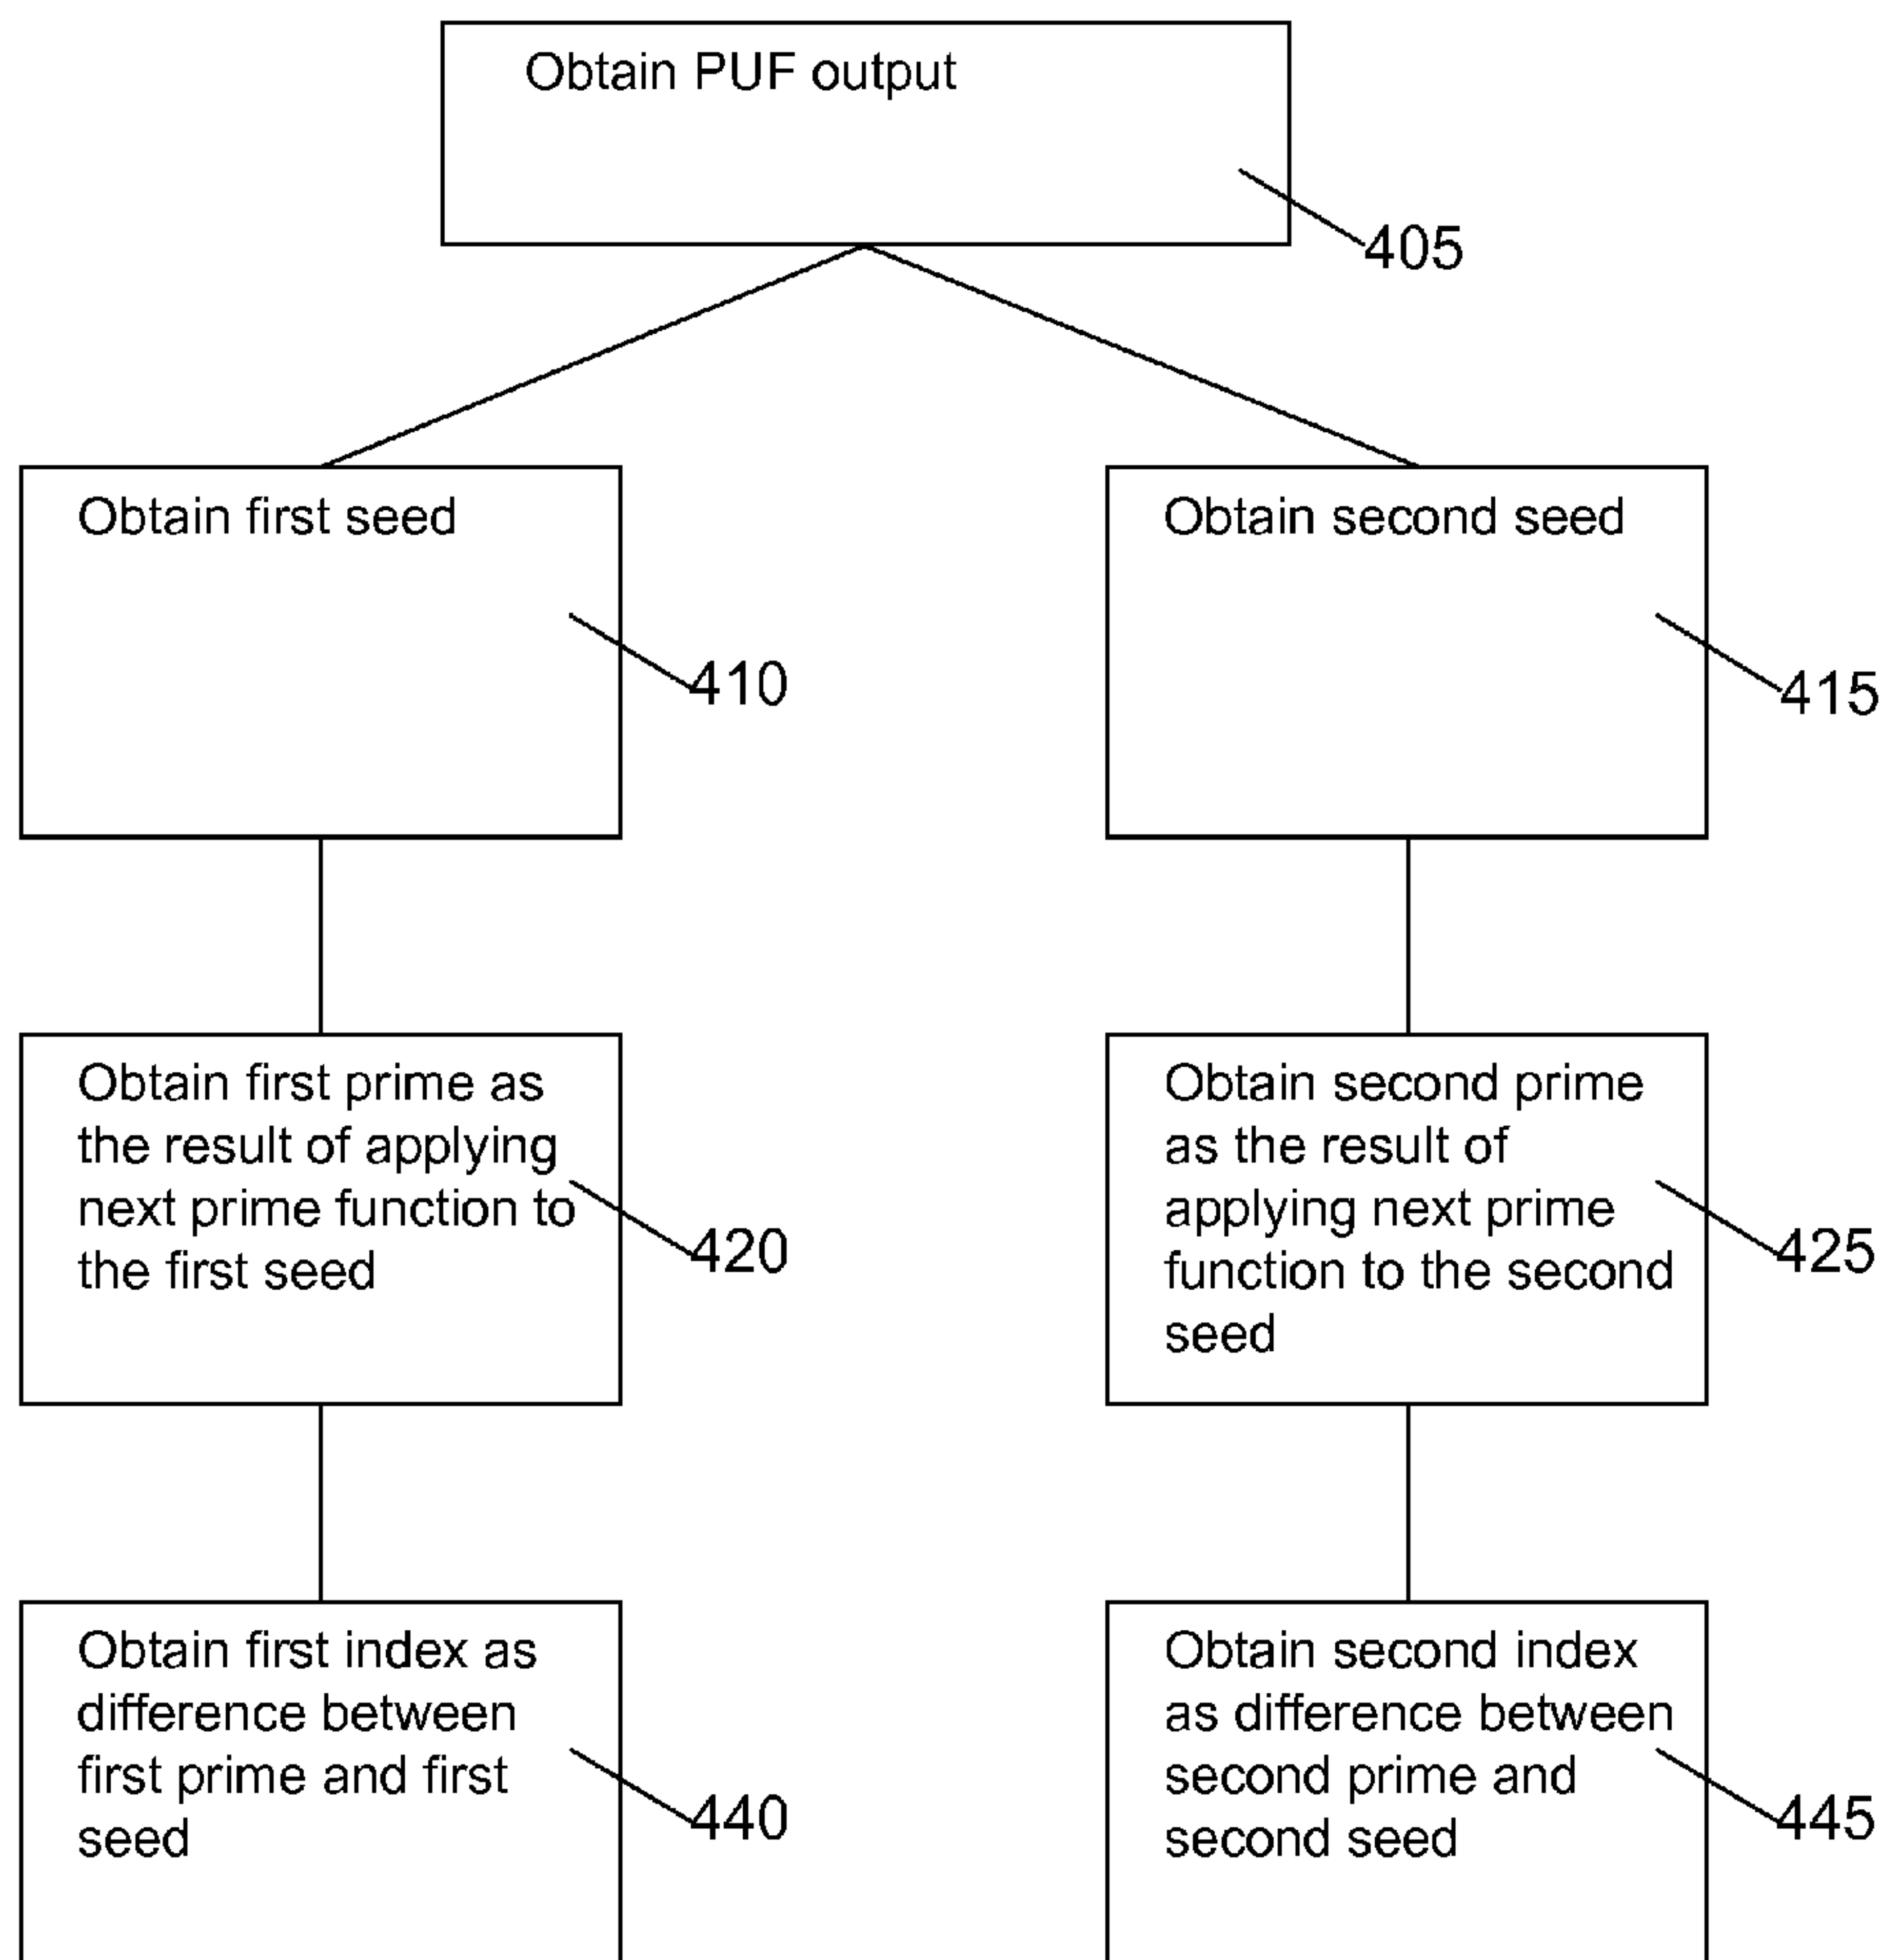 Obtain PUF output
405
Obtain first seed
410
Obtain second seed
415
Obtain first prime as
the result of applying
next prime function to
the first seed
420
Obtain second prime
as the result of
applying next prime
function to the second
seed
425
Obtain first index as
difference between
first prime and first
seed
440
Obtain second index
as difference between
second prime and
second seed
445